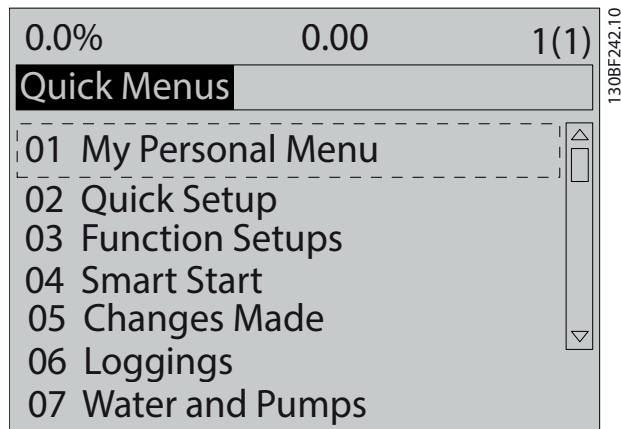 0.0% 0.00 1(1)
Quick Menus
01 My Personal Menu
02 Quick Setup
03 Function Setups
04 Smart Start
05 Changes Made
06 Loggings
07 Water and Pumps
130BF242.10